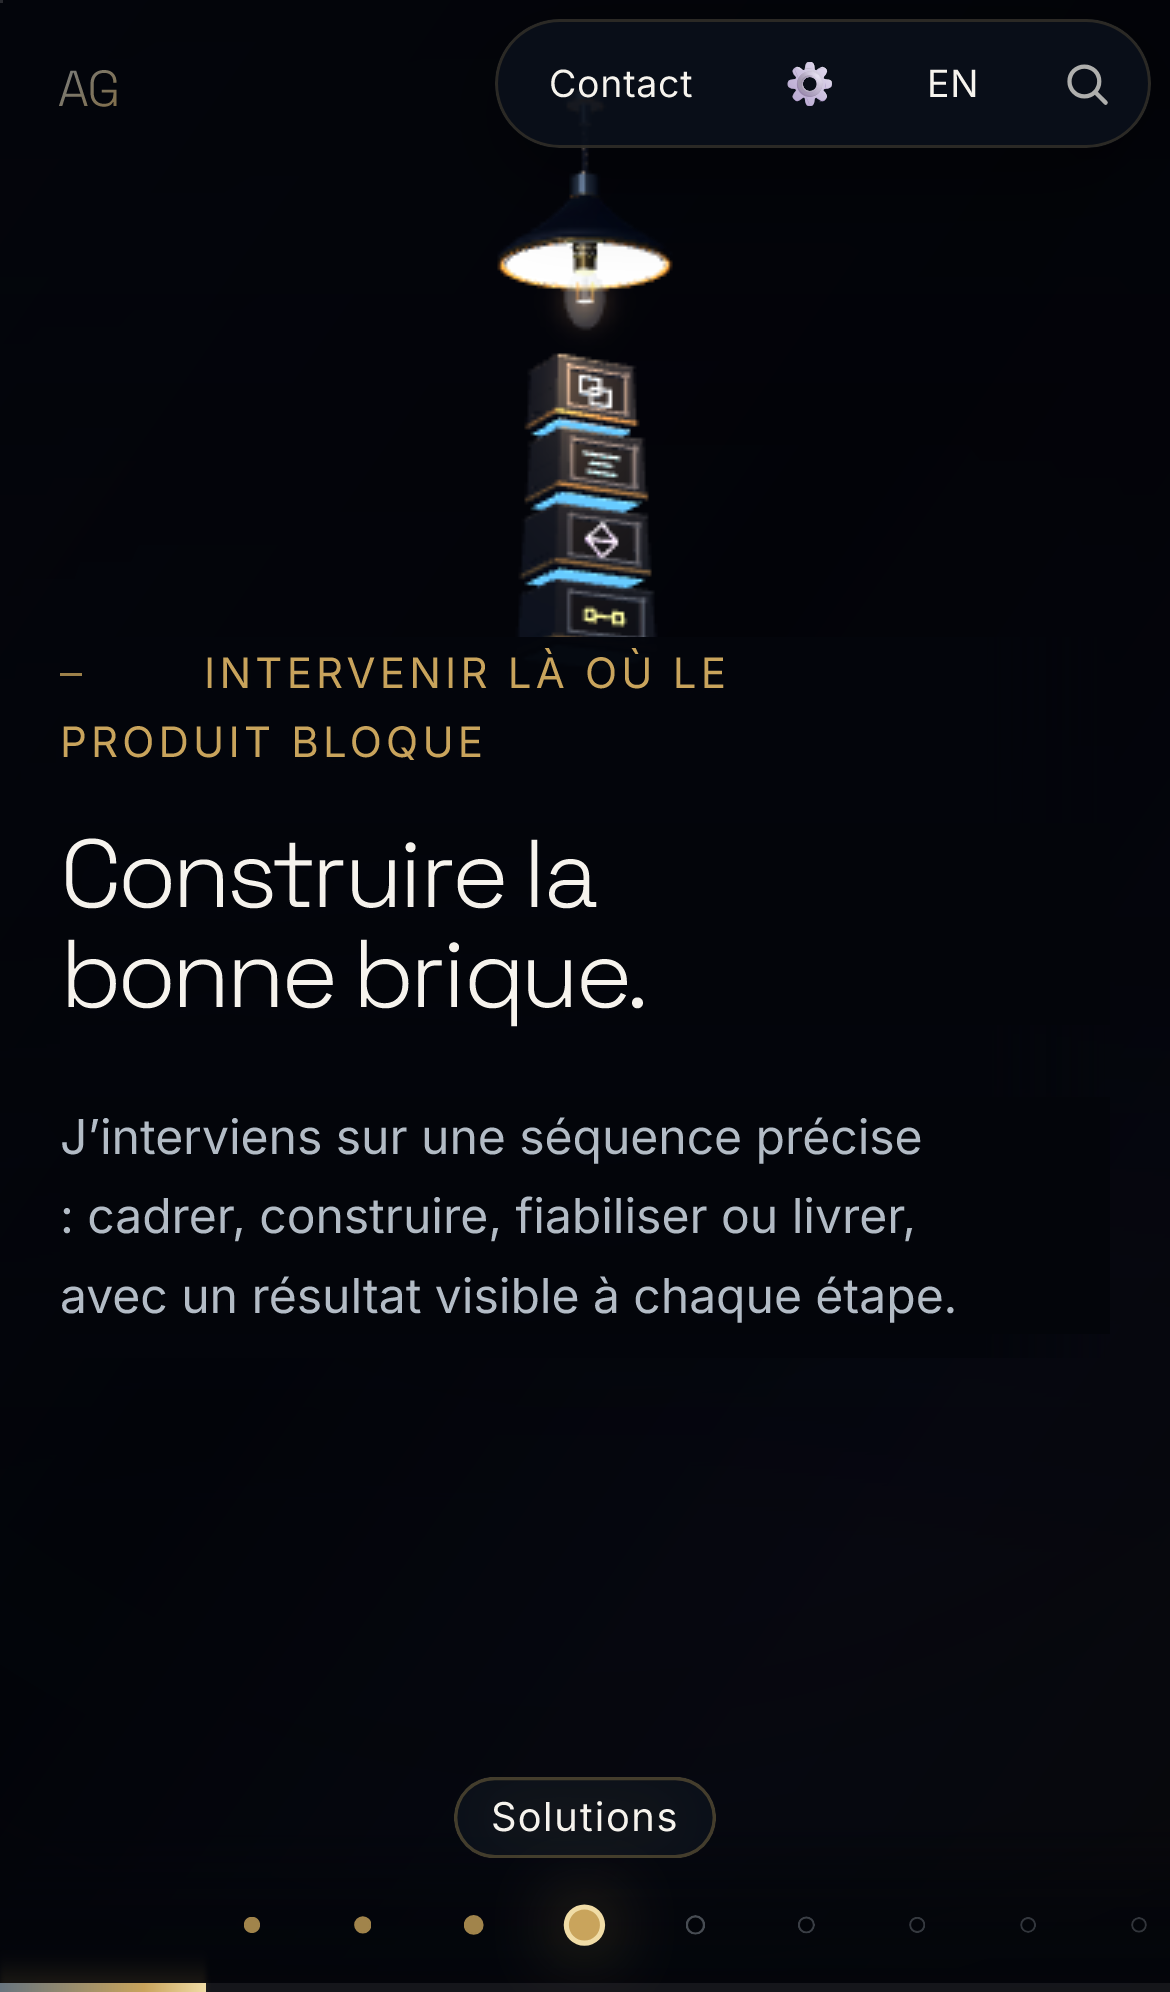 AG
Contact
EN
— INTERVENIR LÀ OÙ LE
PRODUIT BLOQUE
Construire la
bonne brique.
J’interviens sur une séquence précise
: cadrer, construire, fiabiliser ou livrer,
avec un résultat visible à chaque étape.
Solutions